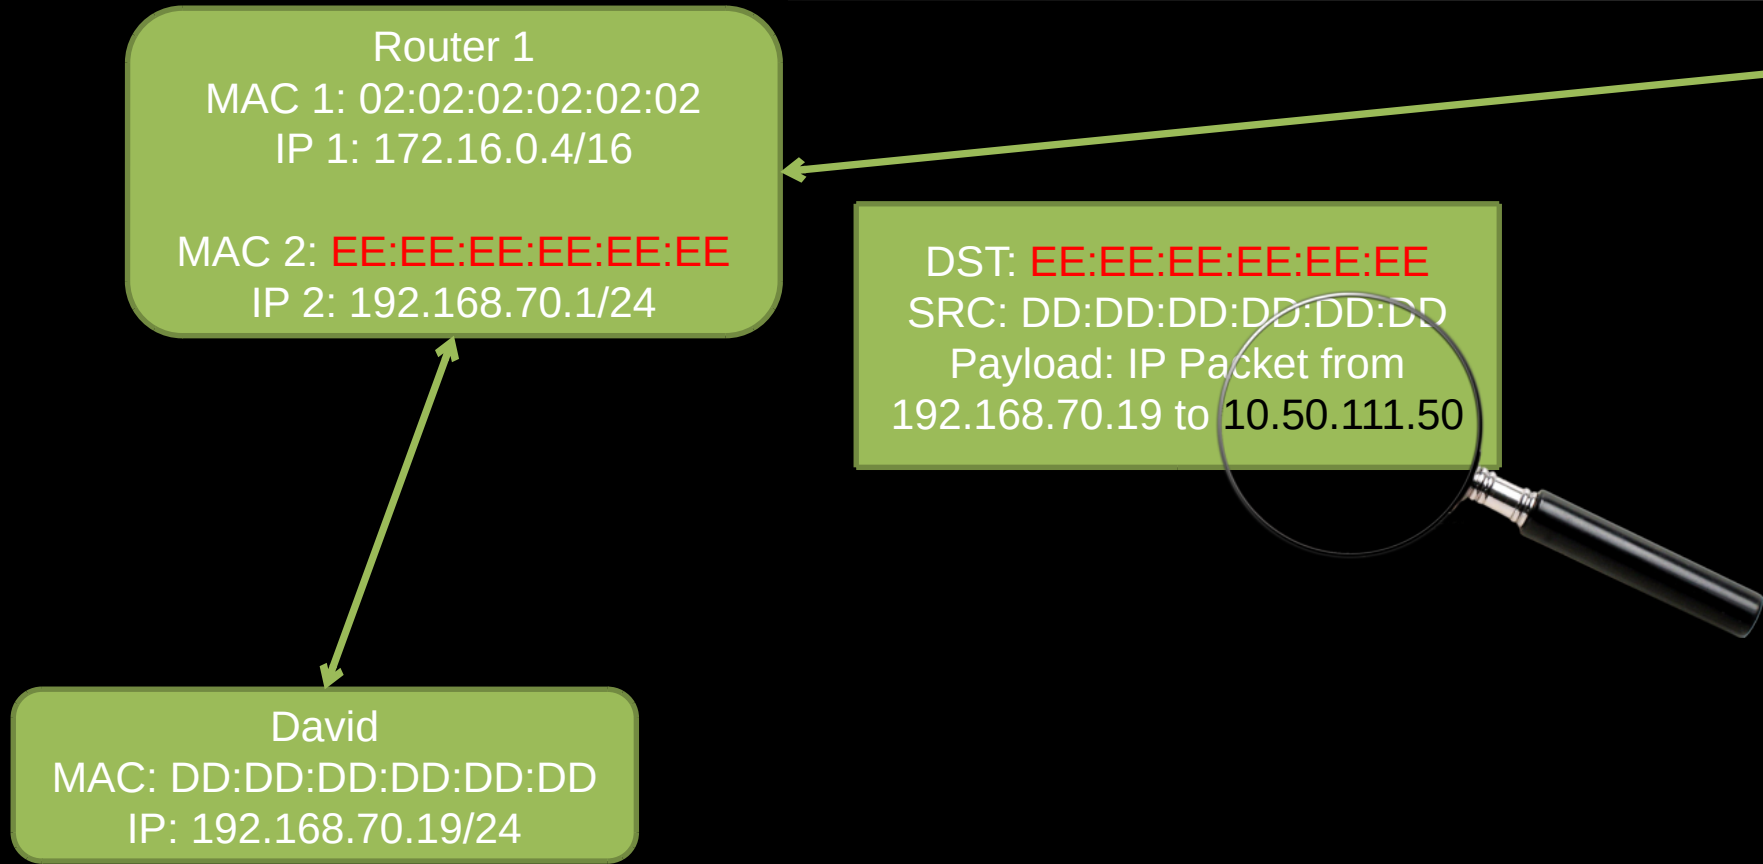 Router 1
MAC 1: 02:02:02:02:02:02
IP 1: 172.16.0.4/16
MAC 2: EE:EE:EE:EE:EE:EE
IP 2: 192.168.70.1/24
DST: EE:EE:EE:EE:EE:EE
SRC: DD:DD:DD:DD:DD:DD
Payload: IP Packet from
192.168.70.19 to 10.50.111.50
David
MAC: DD:DD:DD:DD:DD:DD
IP: 192.168.70.19/24